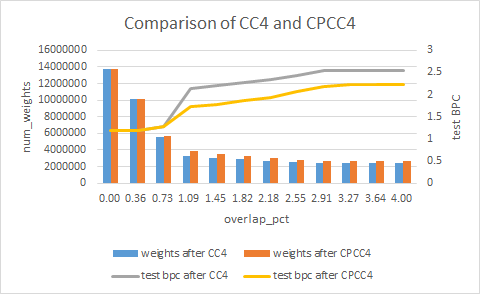 Comparison of CC4 and CPCC4
16000000
14000000
12000000
10000000
8000000
6000000
4000000
2000000
0
num_weights
3
2.5
2
1.5
1
0.5
0
test BPC
0.00 0.36 0.73 1.09 1.45 1.82 2.18 2.55 2.91 3.27 3.64 4.00
overlap_pct
weights after CC4 weights after CPCC4
test bpc after CC4 test bpc after CPCC4